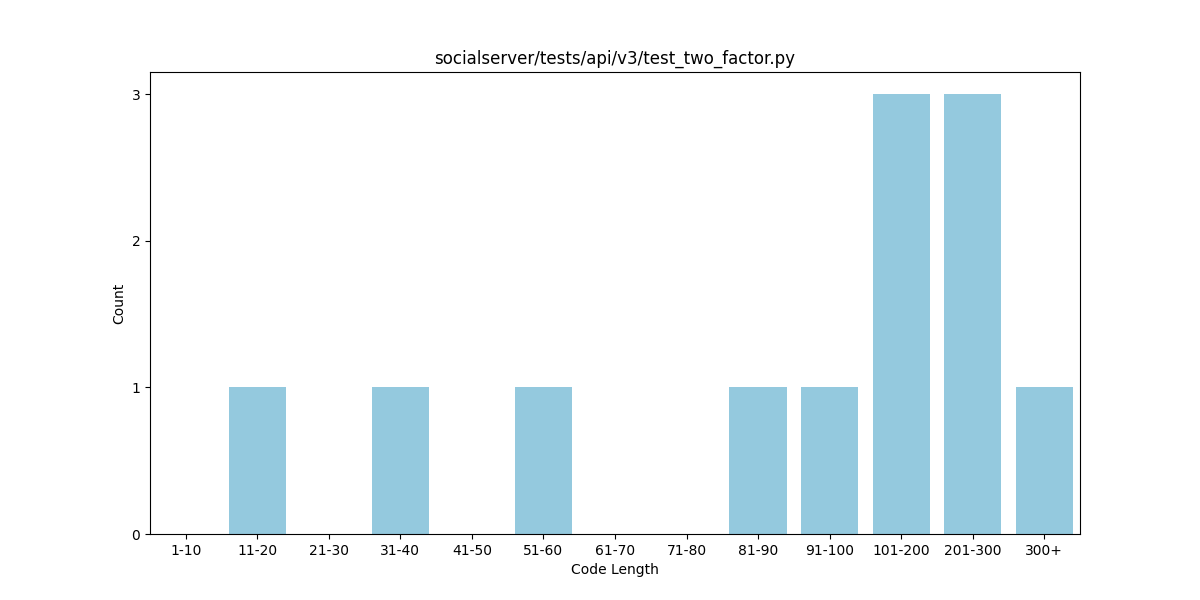 socialserver/tests/api/v3/test_two_factor.py
3
2
1
0
Count
1-10 11-20 21-30 31-40 41-50 51-60 61-70 71-80 81-90 91-100 101-200 201-300 300+
Code Length